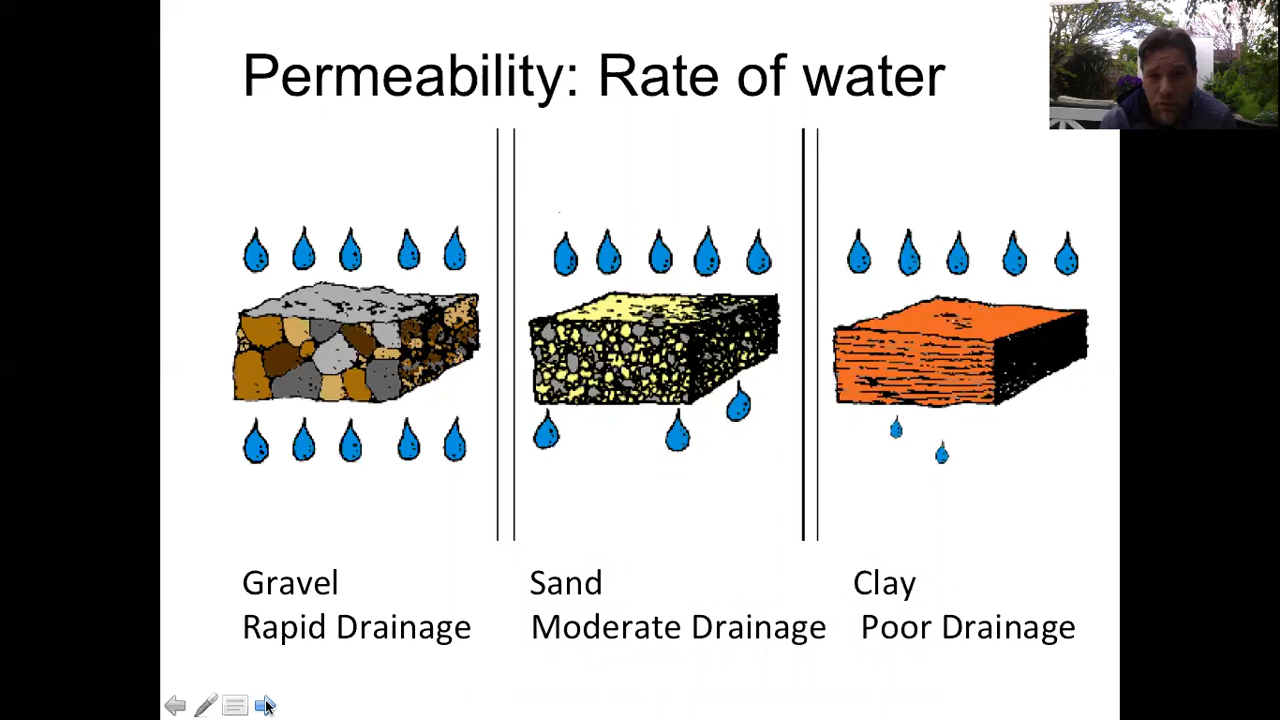 Permeability: Rate of water
Gravel
Rapid Drainage
Sand
Moderate Drainage
Clay
Poor Drainage